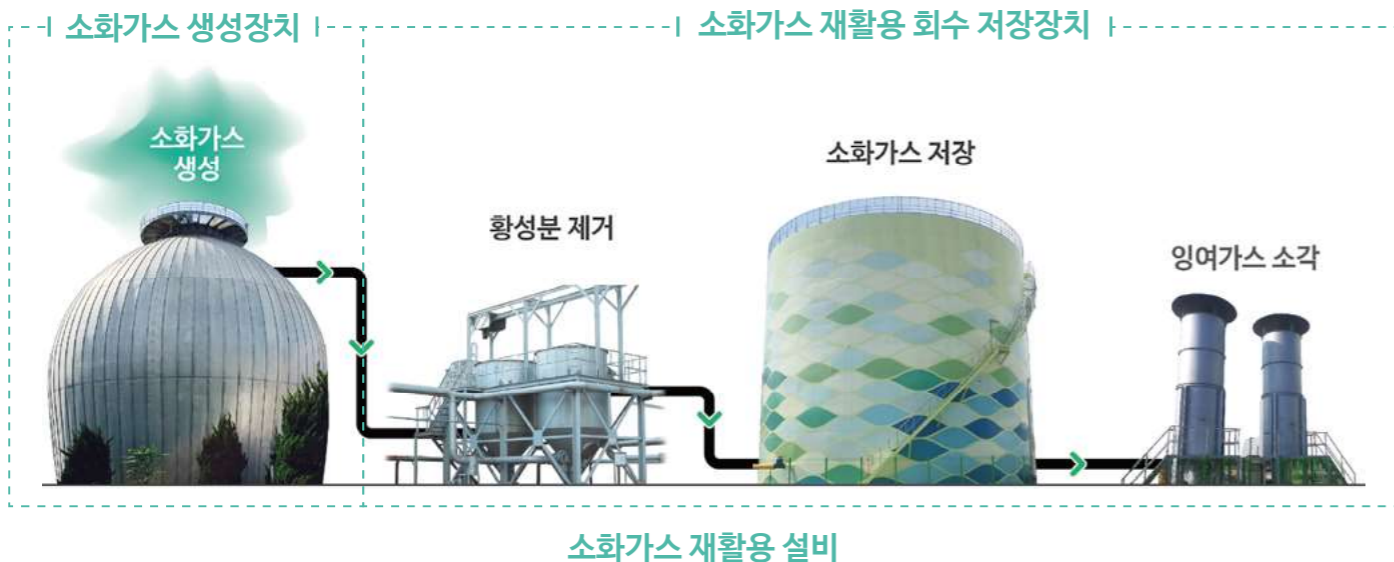 소화가스 생성장치
소화가스 재활용 회수 저장장치
소화가스
생성
황성분 제거
소화가스 저장
잉여가스 소각
소화가스 재활용 설비